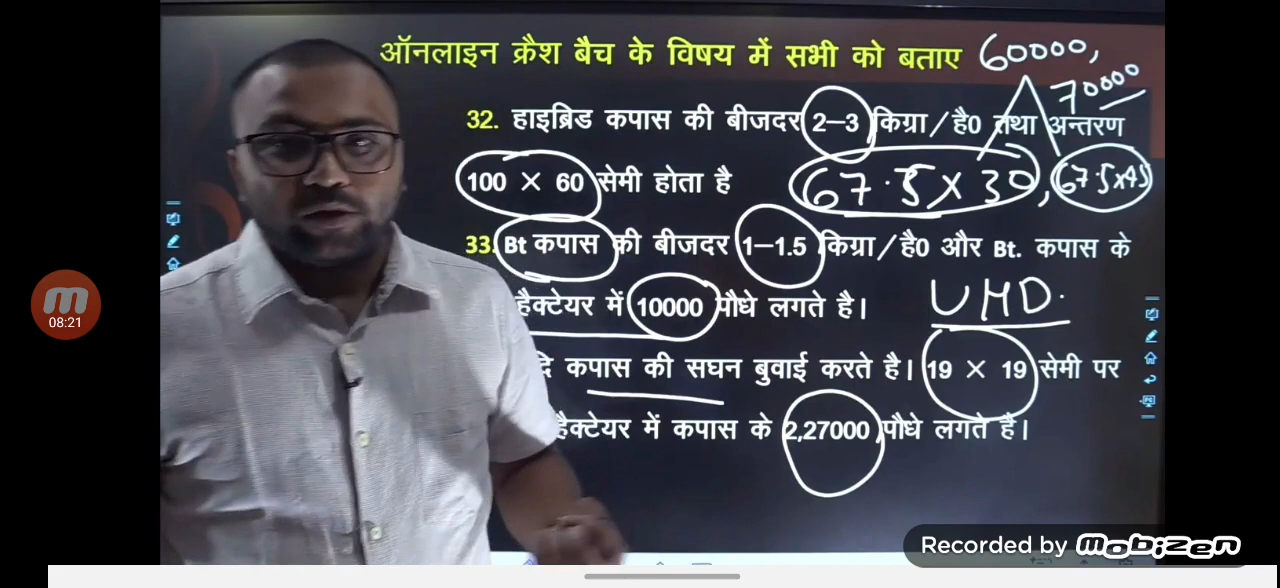 ऑनलाइन क्रैश बैच के विषय में सभी को बताए 60000,
70000
32. हाइब्रिड कपास की बीजदर 2–3 किग्रा/है0 तथा अन्तरण
100 × 60 सेमी होता है 67.5 × 30, 67.5×45
33. Bt कपास की बीजदर 1–1.5 किग्रा/है0 और Bt. कपास के
हैक्टेयर में 10000 पौधे लगते है।
UHD.
कपास की सघन बुवाई करते है। 19 × 19 सेमी पर
हैक्टेयर में कपास के 2,27000 पौधे लगते है।
08:21
Recorded by mobizen